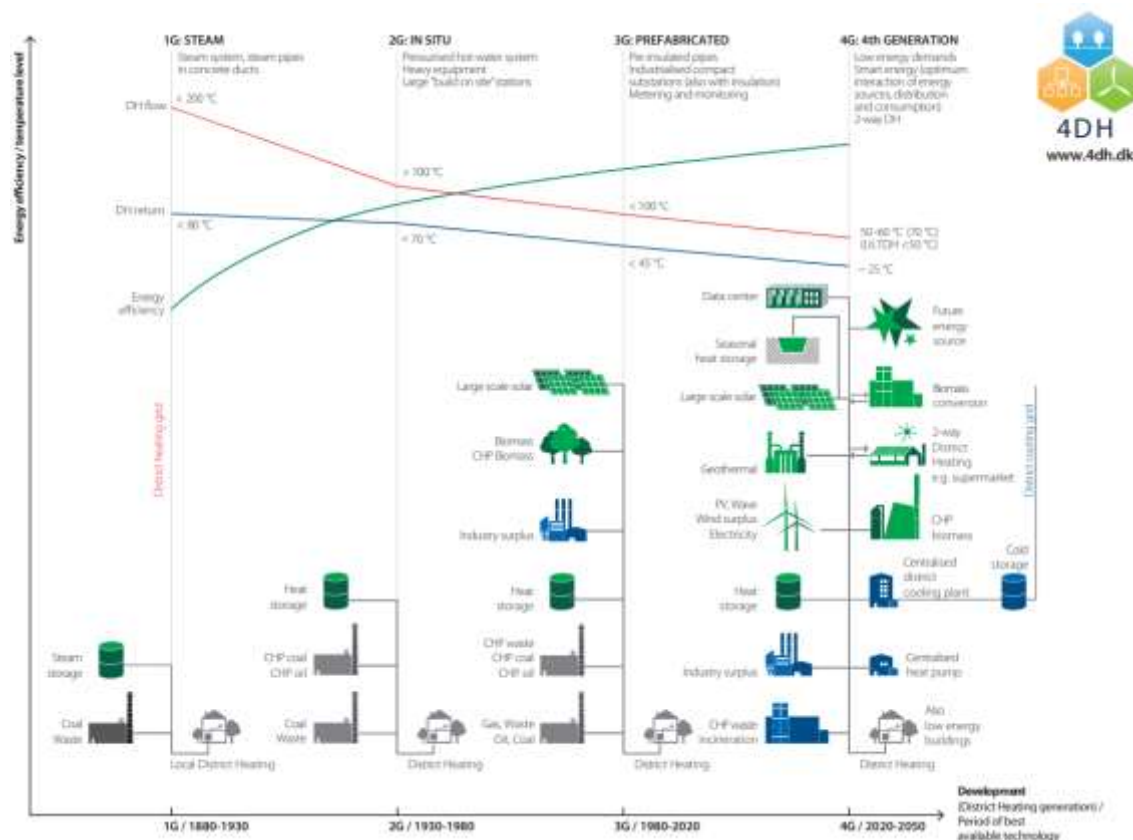 1G: STEAM
Steam system, steam pipes
in concrete ducts
2G: IN SITU
Pressurised hot-water system
Heavy equipment
Large "build on site" stations
3G: PREFABRICATED
Pre-insulated pipes
Industrialised compact
substations (also with insulation)
Metering and monitoring
4G: 4th GENERATION
Low energy demands
Smart energy (optimum
interaction of energy
sources, distribution
and consumption)
2-way DH
4DH
www.4dh.dk
Energy efficiency / temperature level
DH flow
< 200 °C
> 100 °C
< 100 °C
50-60 °C (70 °C)
(ULTDH <50 °C)
DH return
< 80 °C
< 70 °C
< 45 °C
~ 25 °C
Energy
efficiency
District heating grid
District cooling grid
Steam
storage
Coal
Waste
Local District Heating
Heat
storage
CHP coal
CHP oil
Coal
Waste
District Heating
Large scale solar
Biomass
CHP Biomass
Industry surplus
Heat
storage
CHP waste
CHP coal
CHP oil
Gas, Waste
Oil, Coal
District Heating
Data center
Seasonal
heat storage
Large scale solar
Geothermal
PV, Wave
Wind surplus
Electricity
Heat
storage
Industry surplus
CHP waste
incineration
Future
energy
source
Biomass
conversion
2-way
District
Heating
e.g. supermarket
CHP
biomass
Centralised
district
cooling plant
Cold
storage
Centralised
heat pump
Also
low energy
buildings
District Heating
1G / 1880-1930
2G / 1930-1980
3G / 1980-2020
4G / 2020-2050
Development
(District Heating generation) /
Period of best
available technology